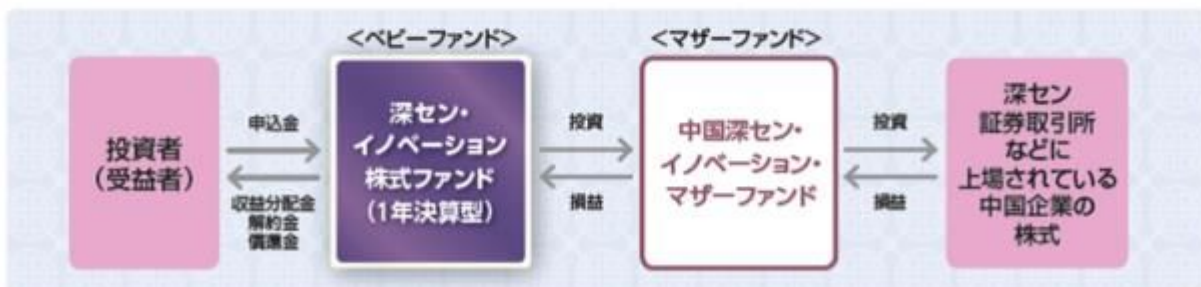 <ベビーファンド>
<マザーファンド>
投資者
(受益者)
申込金
収益分配金
解約金
償還金
深セン・
イノベーション
株式ファンド
(1年決算型)
投資
損益
中国深セン・
イノベーション・
マザーファンド
投資
損益
深セン
証券取引所
などに
上場されている
中国企業の
株式